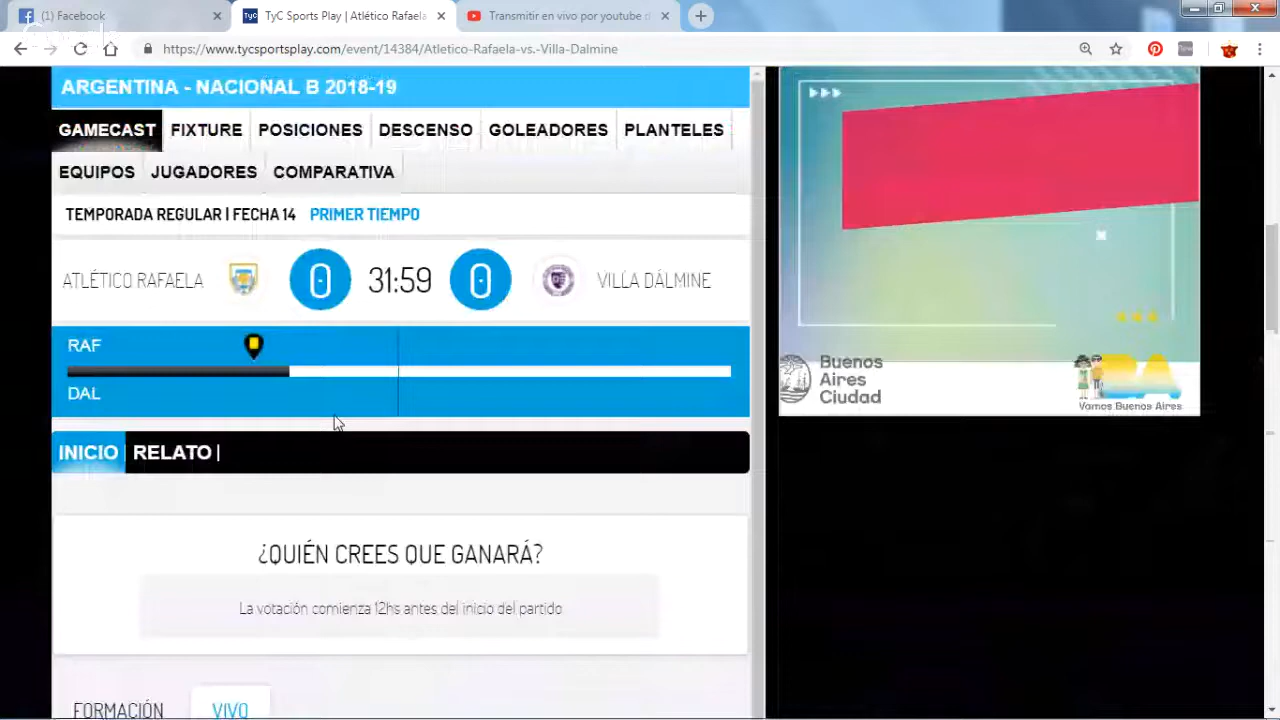 (1) Facebook
TyC Sports Play | Atlético Rafaela
Transmitir en vivo por youtube d
https://www.tycsportsplay.com/event/14384/Atletico-Rafaela-vs.-Villa-Dalmine
ARGENTINA - NACIONAL B 2018-19
GAMECAST FIXTURE POSICIONES DESCENSO GOLEADORES PLANTELES
EQUIPOS JUGADORES COMPARATIVA
TEMPORADA REGULAR | FECHA 14 PRIMER TIEMPO
ATLÉTICO RAFAELA 0 31:59 0 VILLA DÁLMINE
RAF
DAL
INICIO RELATO |
¿QUIÉN CREES QUE GANARÁ?
La votación comienza 12hs antes del inicio del partido
FORMACIÓN VIVO
Buenos
Aires
Ciudad
BA
Vamos Buenos Aires